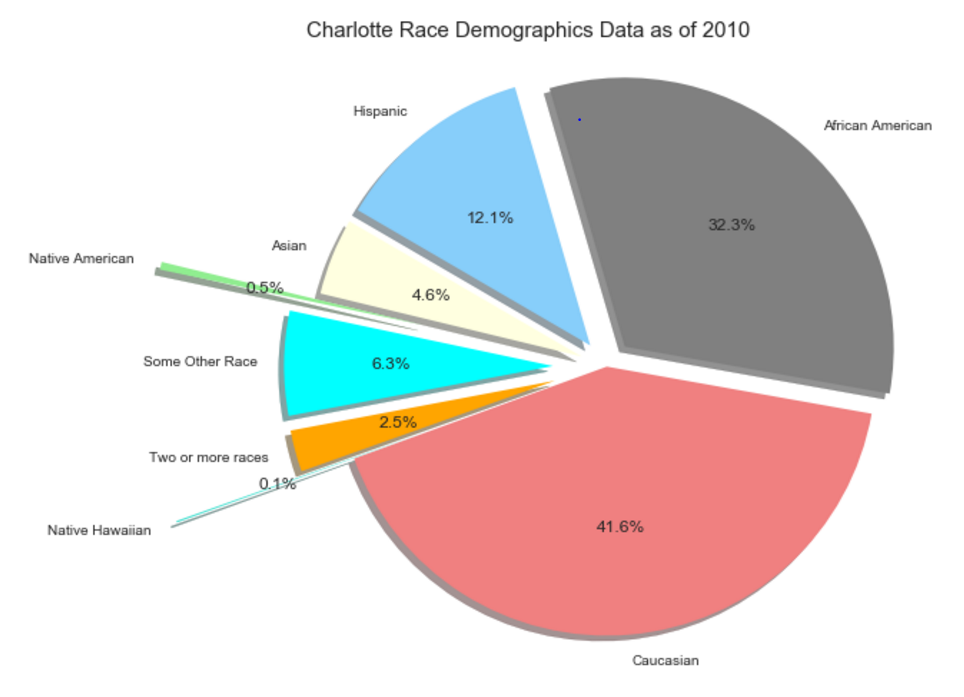 Charlotte Race Demographics Data as of 2010
Hispanic
African American
12.1%
32.3%
Asian
Native American
0.5%
4.6%
Some Other Race
6.3%
2.5%
Two or more races
0.1%
Native Hawaiian
41.6%
Caucasian